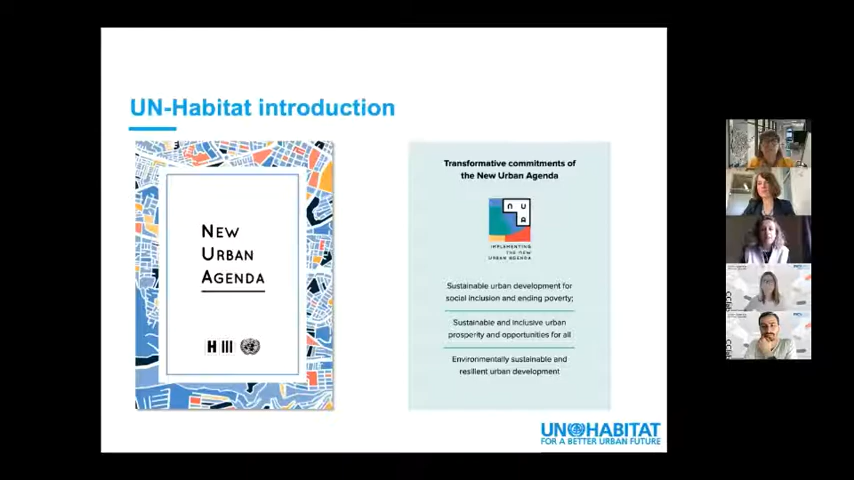 UN-Habitat introduction
NEW
URBAN
AGENDA
H III
Transformative commitments of
the New Urban Agenda
n U
A
IMPLEMENTING
THE NEW
URBAN AGENDA
Sustainable urban development for
social inclusion and ending poverty;
Sustainable and inclusive urban
prosperity and opportunities for all
Environmentally sustainable and
resilient urban development
UN HABITAT
FOR A BETTER URBAN FUTURE